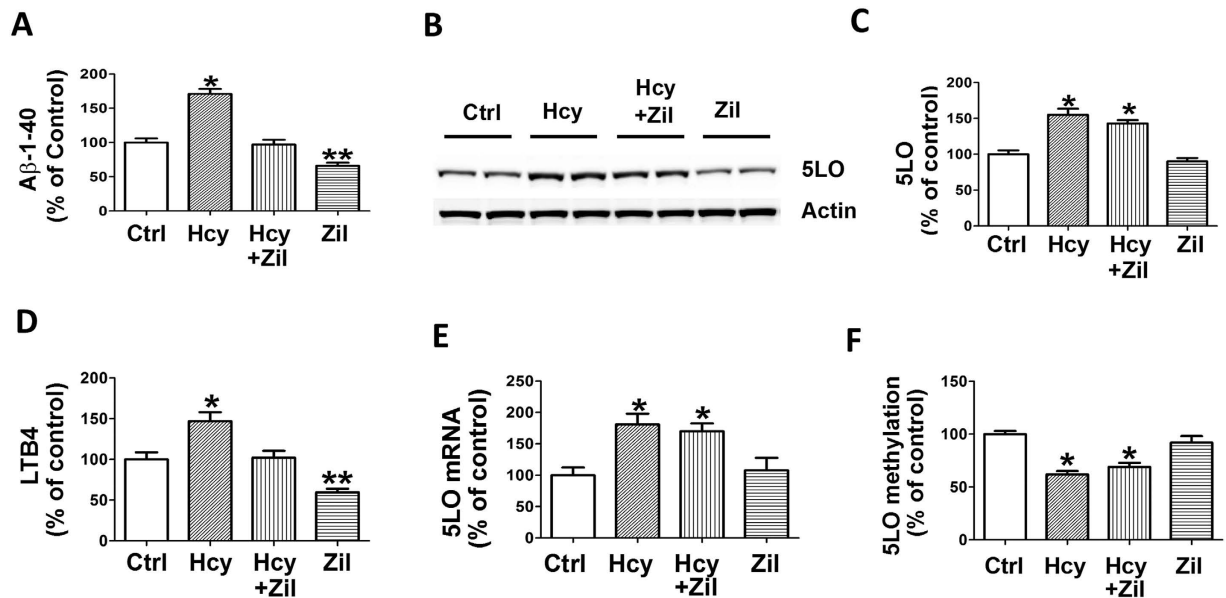 A
Aβ-1-40
(% of Control)
200
150
100
50
0
*
**
Ctrl
Hcy
Hcy
+Zil
Zil
B
Ctrl
Hcy
Hcy
+Zil
Zil
5LO
Actin
C
5LO
(% of control)
200
150
100
50
0
*
*
Ctrl
Hcy
Hcy
+Zil
Zil
D
LTB4
(% of control)
200
150
100
50
0
*
**
Ctrl
Hcy
Hcy
+Zil
Zil
E
5LO mRNA
(% of control)
250
200
150
100
50
0
*
*
Ctrl
Hcy
Hcy
+Zil
Zil
F
5LO methylation
(% of control)
150
100
50
0
*
*
Ctrl
Hcy
Hcy
+Zil
Zil